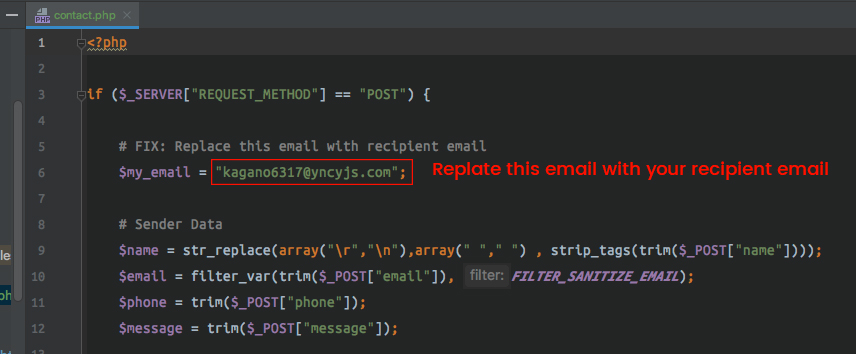 contact.php
1 <?php
2
3 if ($_SERVER["REQUEST_METHOD"] == "POST") {
4
5 # FIX: Replace this email with recipient email
6 $my_email = "kagano6317@yncyjs.com"; Replate this email with your recipient email
7
8 # Sender Data
9 $name = str_replace(array("\r","\n"),array(" "," ") , strip_tags(trim($_POST["name"])));
10 $email = filter_var(trim($_POST["email"]), filter: FILTER_SANITIZE_EMAIL);
11 $phone = trim($_POST["phone"]);
12 $message = trim($_POST["message"]);
le
ph